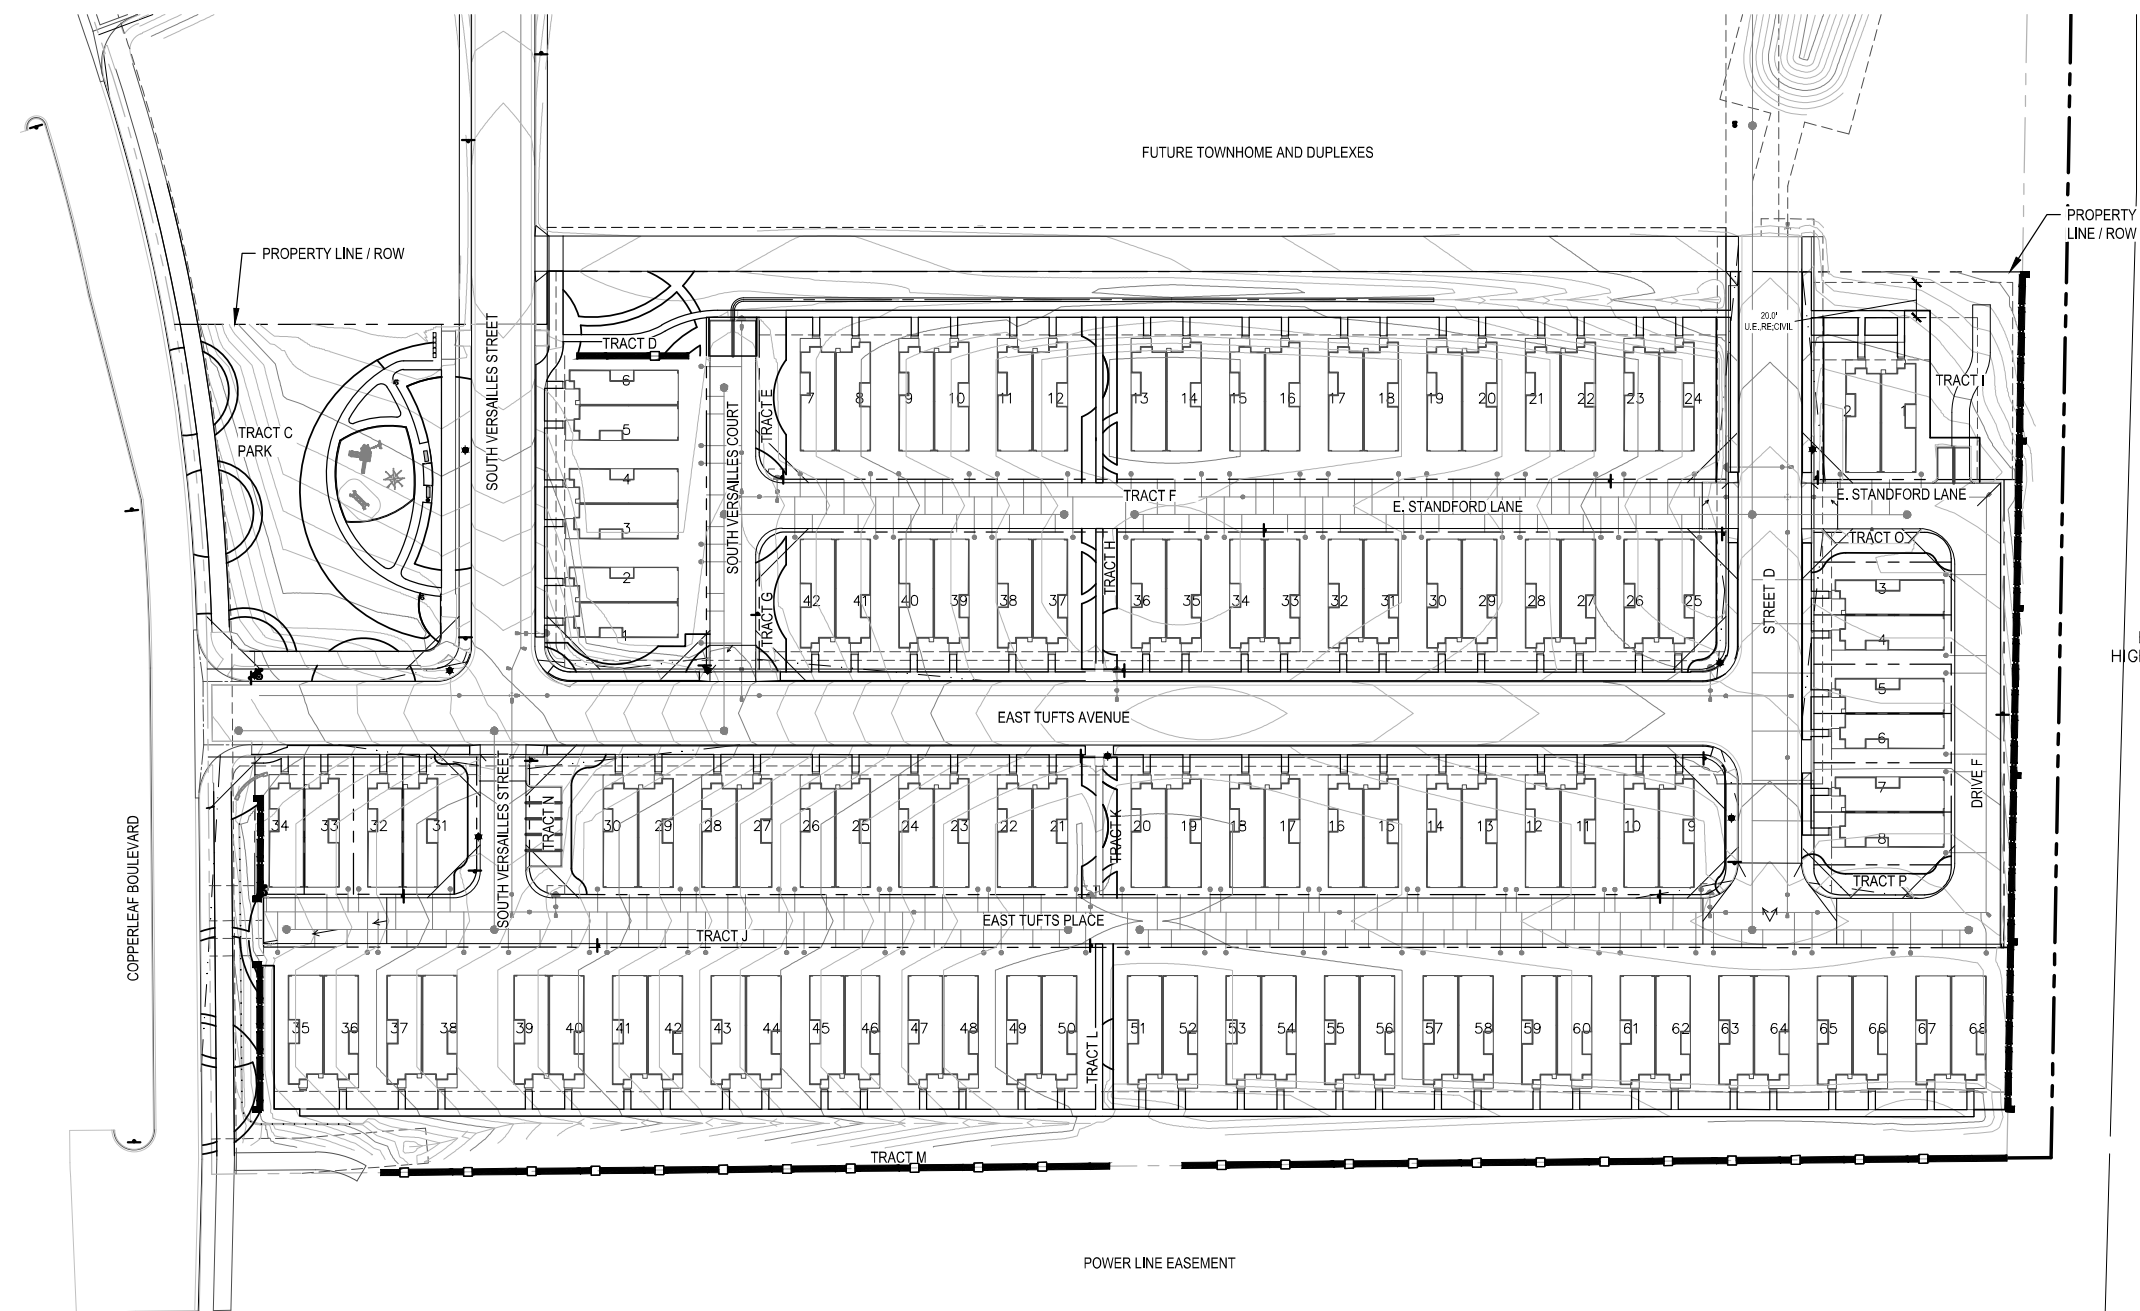 FUTURE TOWNHOME AND DUPLEXES
PROPERTY
LINE / ROW
PROPERTY LINE / ROW
20.0'
U.E.,RE;CIVIL
SOUTH VERSAILLES STREET
TRACT D
TRACT C
PARK
6
5
4
3
2
1
SOUTH VERSAILLES COURT
TRACT E
7 8 9 10 11 12 13 14 15 16 17 18 19 20 21 22 23 24
2 1
TRACT I
TRACT F
E. STANDFORD LANE
E. STANDFORD LANE
TRACT O
TRACT G
42 41 40 39 38 37
TRACT H
36 35 34 33 32 31 30 29 28 27 26 25
STREET D
3
4
5
6
7
8
DRIVE F
TRACT P
HIG
EAST TUFTS AVENUE
COPPERLEAF BOULEVARD
34 33 32 31
SOUTH VERSAILLES STREET
TRACT N
30 29 28 27 26 25 24 23 22 21
TRACT K
20 19 18 17 16 15 14 13 12 11 10 9
EAST TUFTS PLACE
TRACT J
35 36 37 38 39 40 41 42 43 44 45 46 47 48 49 50
TRACT L
51 52 53 54 55 56 57 58 59 60 61 62 63 64 65 66 67 68
TRACT M
POWER LINE EASEMENT